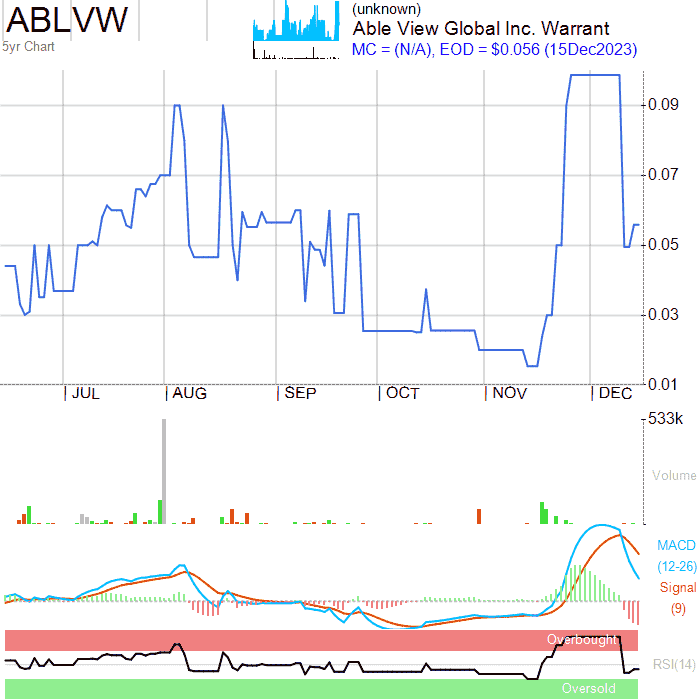 ABLVW
5yr Chart
(unknown)
Able View Global Inc. Warrant
MC = (N/A), EOD = $0.056 (15Dec2023)
0.09
0.07
0.05
0.03
0.01
JUL AUG SEP OCT NOV DEC
533k
Volume
MACD
(12-26)
Signal
(9)
Overbought
RSI(14)
Oversold